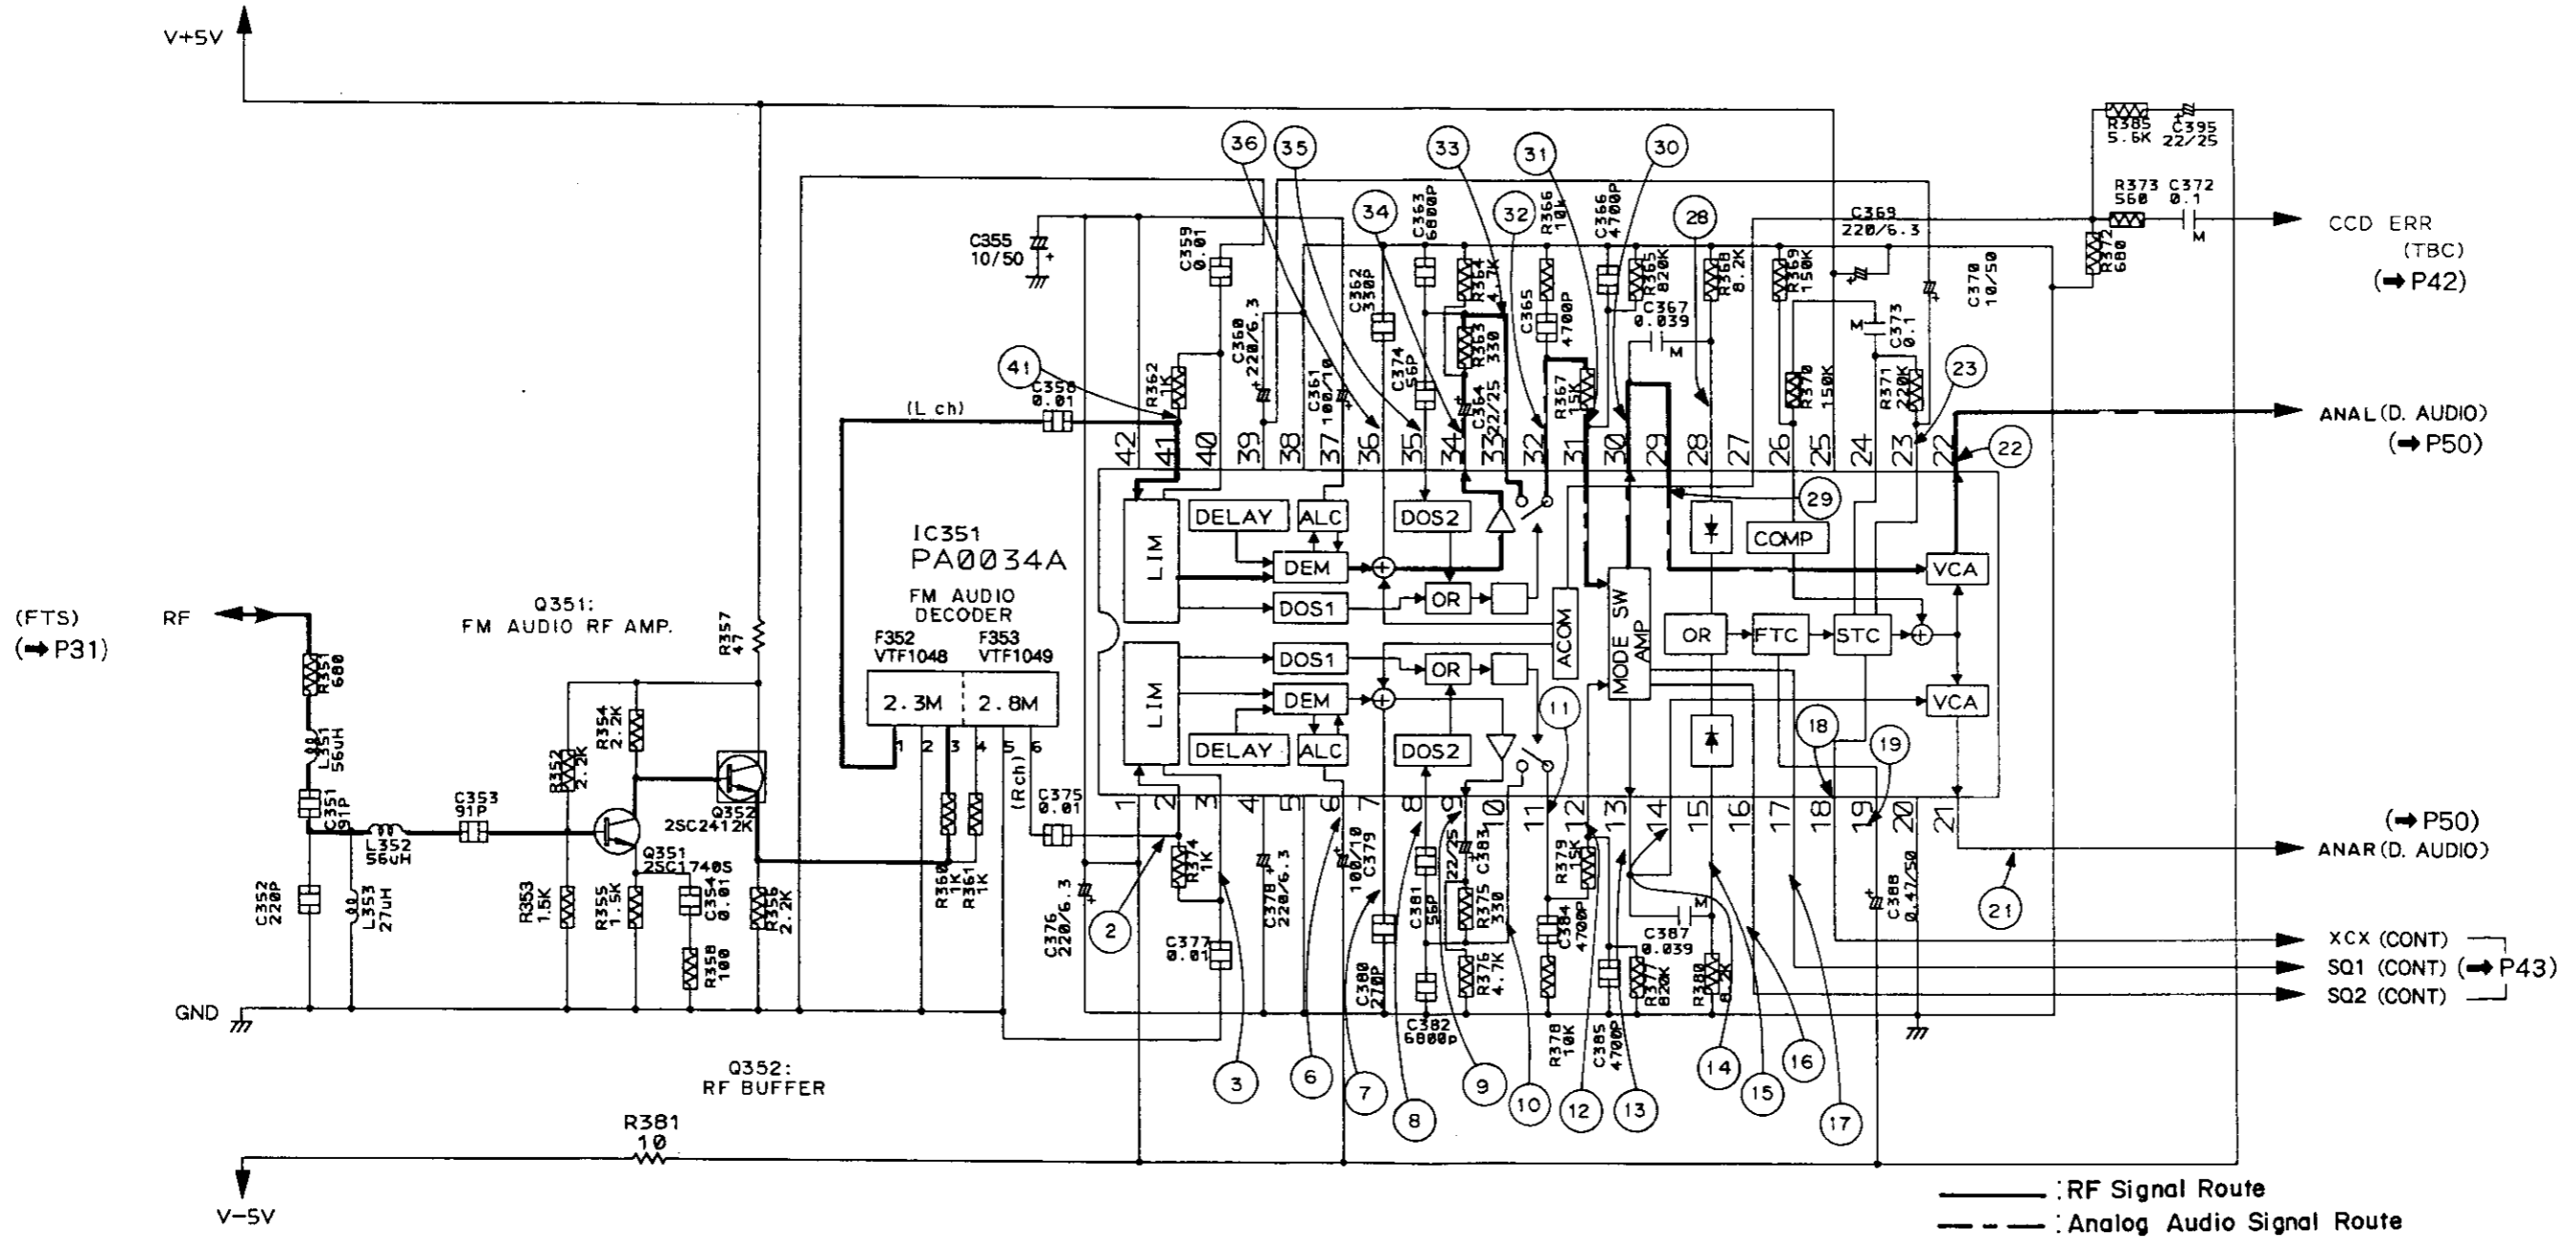 V+5V
(FTS)
(➡P31)
RF
R351
680
L351
56uH
C351
91P
C352
220P
L353
27uH
L352
56uH
C353
91P
Q351:
FM AUDIO RF AMP.
R352
2.2K
R354
2.2K
R357
47
Q351
2SC1740S
Q352
2SC2412K
R353
1.5K
R355
1.5K
C354
0.01
R358
100
R356
2.2K
GND
Q352:
RF BUFFER
R381
10
V-5V
IC351
PA0034A
FM AUDIO
DECODER
F352
VTF1048
F353
VTF1049
2.3M
2.8M
1
2
3
4
5
6
(Rch)
(L ch)
R360
1K
R361
1K
C375
0.01
C376
220/6.3
R374
1K
C377
0.01
C378
220/6.3
C379
100/10
C380
270P
C381
56P
C382
6800p
C383
22/25
R375
330
R376
4.7K
R378
10K
C384
4700P
R379
15K
C385
4700P
R377
820K
C387
0.039
M
R380
8.2K
C388
0.47/50
C355
10/50
C358
0.01
R362
1K
C359
0.01
C360
220/6.3
C361
100/10
C362
330P
C363
6800P
C374
56P
R364
4.7K
R363
330
C364
22/25
R366
10k
C365
4700P
R367
15K
C366
4700P
R365
820K
C367
0.039
M
R368
8.2K
R369
150K
R370
150K
C369
220/6.3
C373
0.1
M
R371
220K
C370
10/50
R385
5.6K
C395
22/25
R373
560
C372
0.1
M
R372
680
36
35
33
31
30
34
32
28
41
23
22
29
42
41
40
39
38
37
36
35
34
33
32
31
30
29
28
27
26
25
24
23
22
LIM
DELAY
ALC
DOS2
DEM
DOS1
OR
ACOM
MODE SW
AMP
COMP
VCA
OR
FTC
STC
LIM
DOS1
OR
DEM
DELAY
ALC
DOS2
VCA
11
18
19
1
2
3
4
5
6
7
8
9
10
11
12
13
14
15
16
17
18
19
20
21
2
3
6
7
8
9
10
12
13
14
15
16
17
21
CCD ERR
(TBC)
(➡P42)
ANAL (D. AUDIO)
(➡P50)
(➡P50)
ANAR (D. AUDIO)
XCX (CONT)
SQ1 (CONT) (➡P43)
SQ2 (CONT)
:RF Signal Route
:Analog Audio Signal Route